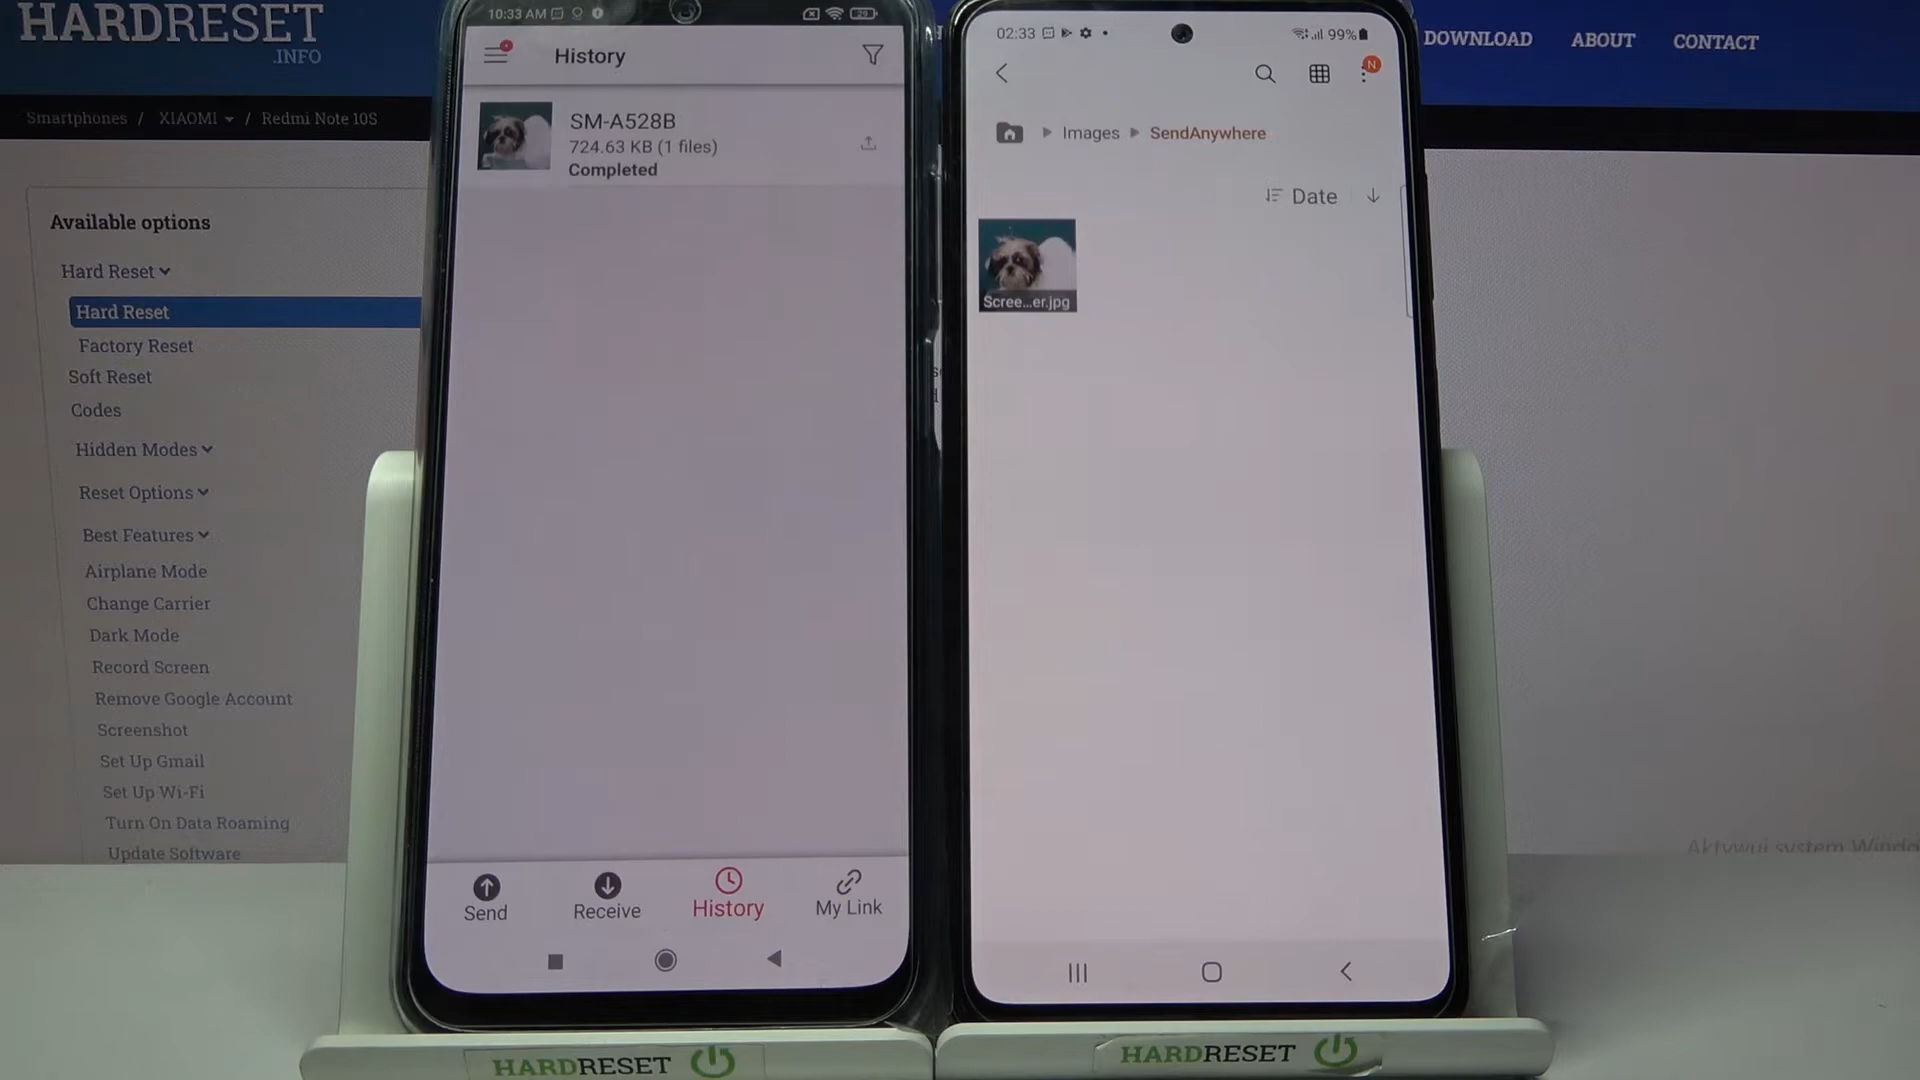 HARDRESET
.INFO
DOWNLOAD
ABOUT
CONTACT
Smartphones / XIAOMI / Redmi Note 10S
Available options
Hard Reset
Hard Reset
Factory Reset
Soft Reset
Codes
Hidden Modes
Reset Options
Best Features
Airplane Mode
Change Carrier
Dark Mode
Record Screen
Remove Google Account
Screenshot
Set Up Gmail
Set Up Wi-Fi
Turn On Data Roaming
Update Software
10:33 AM
29
History
SM-A528B
724.63 KB (1 files)
Completed
Send
Receive
History
My Link
02:33
99%
N
Images
SendAnywhere
Date
Scree...er.jpg
Aktywuj system Windo
HARDRESET
HARDRESET